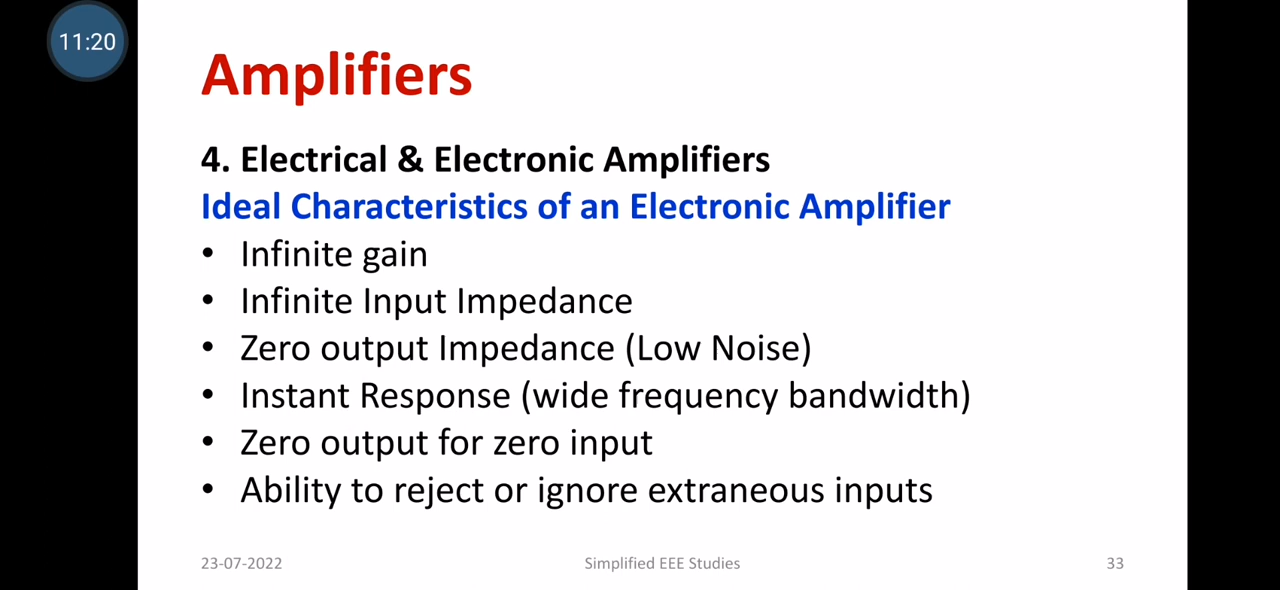 11:20
Amplifiers
4. Electrical & Electronic Amplifiers
Ideal Characteristics of an Electronic Amplifier
• Infinite gain
• Infinite Input Impedance
• Zero output Impedance (Low Noise)
• Instant Response (wide frequency bandwidth)
• Zero output for zero input
• Ability to reject or ignore extraneous inputs
23-07-2022 Simplified EEE Studies 33